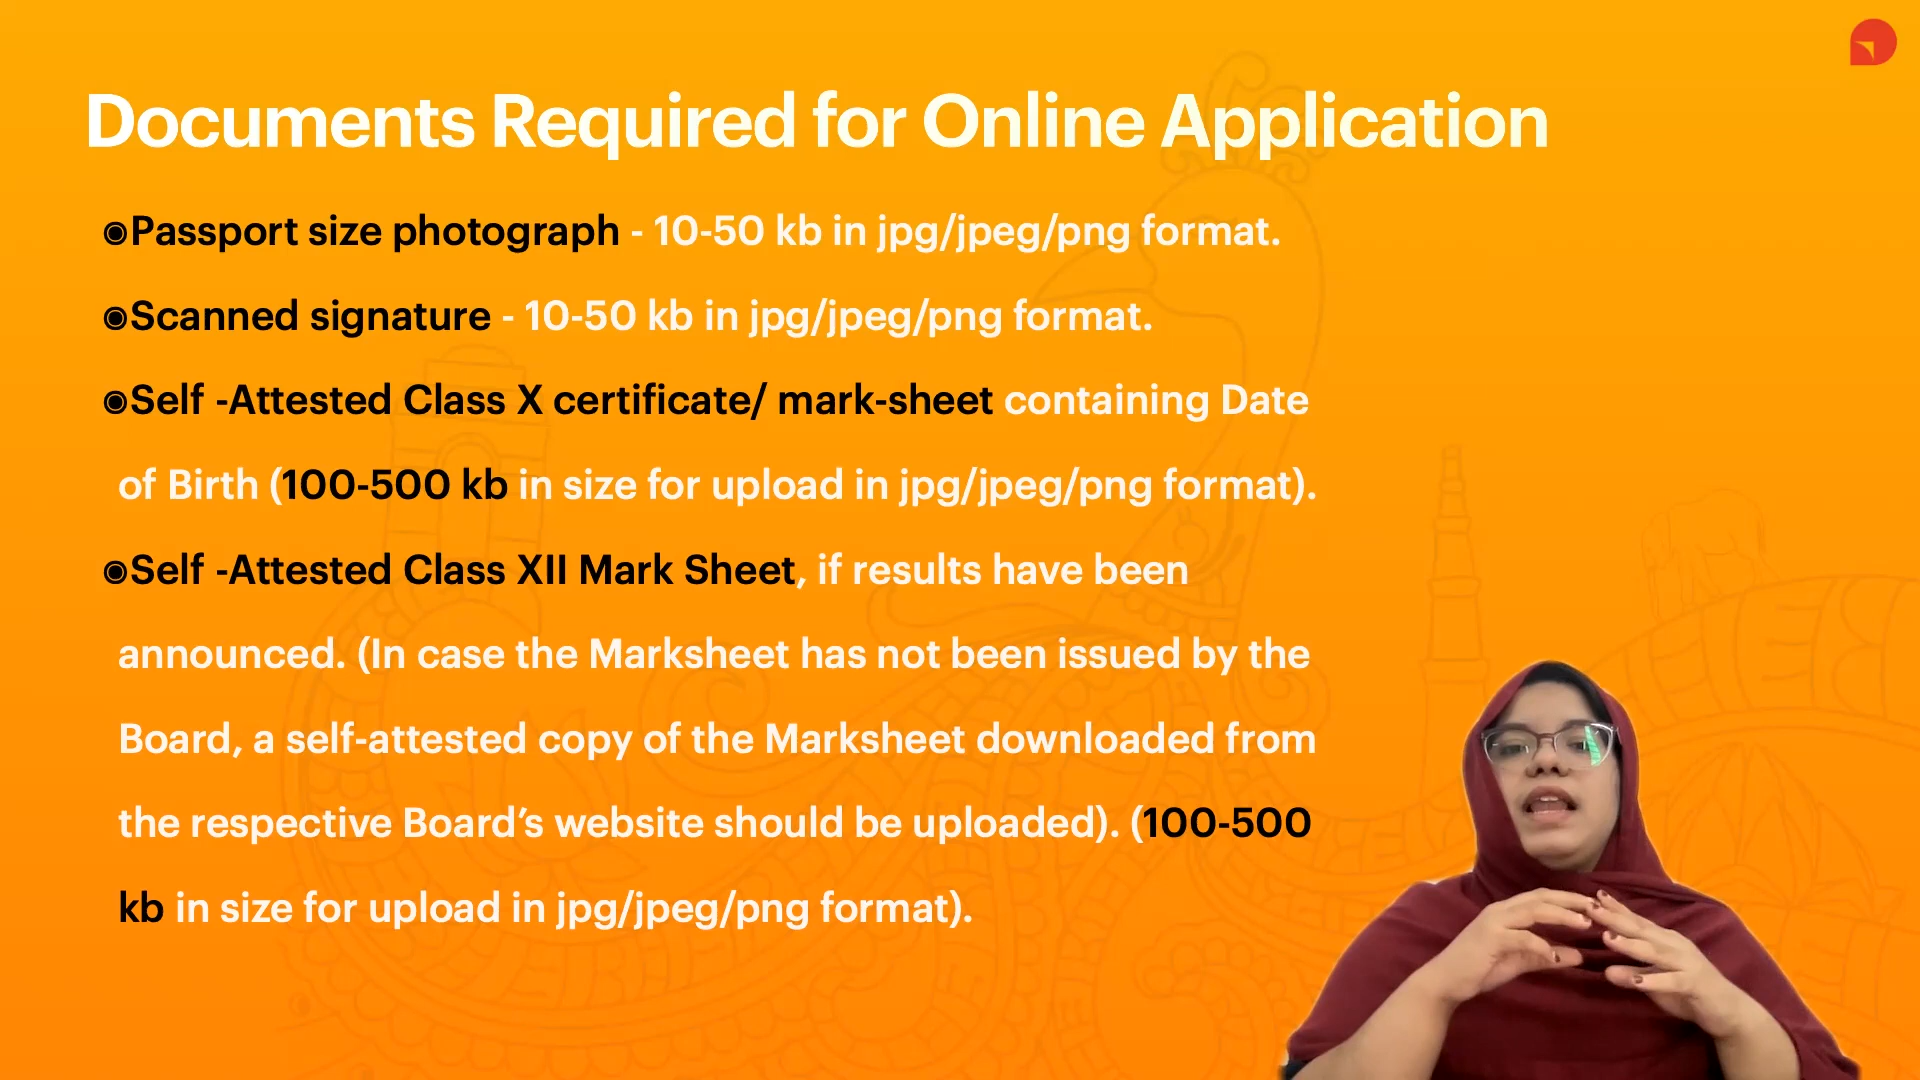 Documents Required for Online Application
◉Passport size photograph - 10-50 kb in jpg/jpeg/png format.
◉Scanned signature - 10-50 kb in jpg/jpeg/png format.
◉Self -Attested Class X certificate/ mark-sheet containing Date
of Birth (100-500 kb in size for upload in jpg/jpeg/png format).
◉Self -Attested Class XII Mark Sheet, if results have been
announced. (In case the Marksheet has not been issued by the
Board, a self-attested copy of the Marksheet downloaded from
the respective Board’s website should be uploaded). (100-500
kb in size for upload in jpg/jpeg/png format).